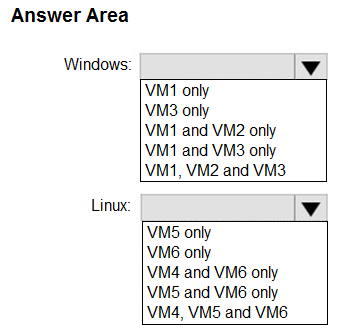 Answer Area
Windows:
VM1 only
VM3 only
VM1 and VM2 only
VM1 and VM3 only
VM1, VM2 and VM3
Linux:
VM5 only
VM6 only
VM4 and VM6 only
VM5 and VM6 only
VM4, VM5 and VM6